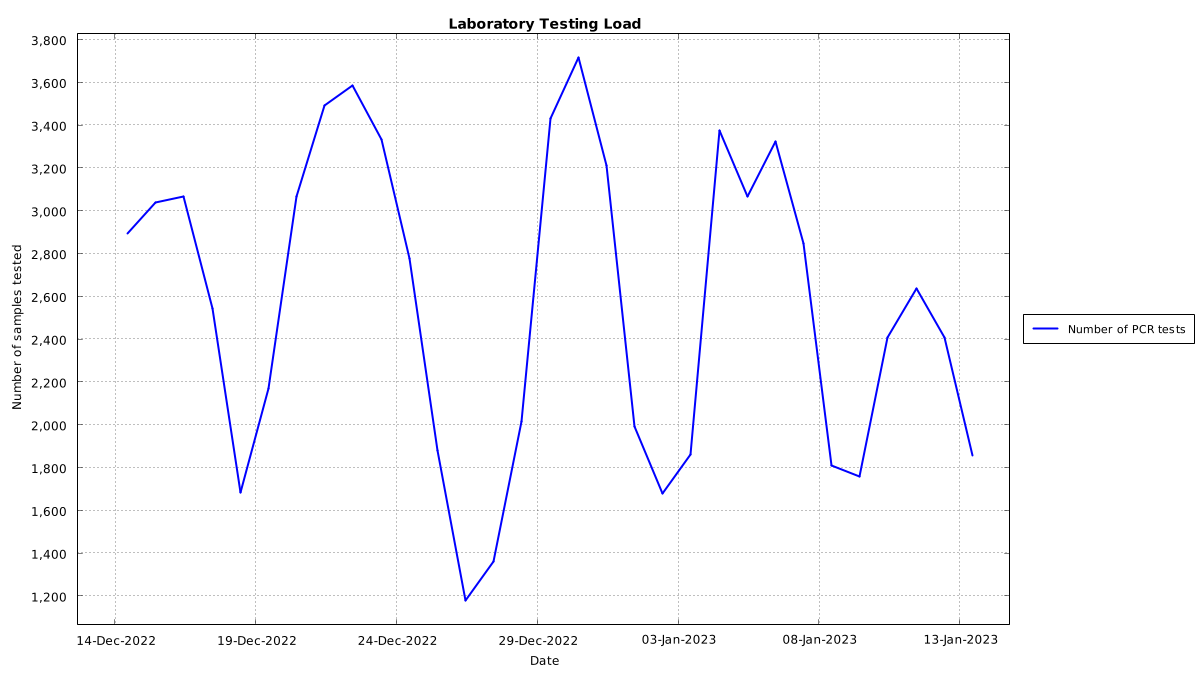 Laboratory Testing Load
3,800
3,600
3,400
3,200
3,000
2,800
2,600
2,400
2,200
2,000
1,800
1,600
1,400
1,200
Number of samples tested
14-Dec-2022 19-Dec-2022 24-Dec-2022 29-Dec-2022 03-Jan-2023 08-Jan-2023 13-Jan-2023
Date
Number of PCR tests